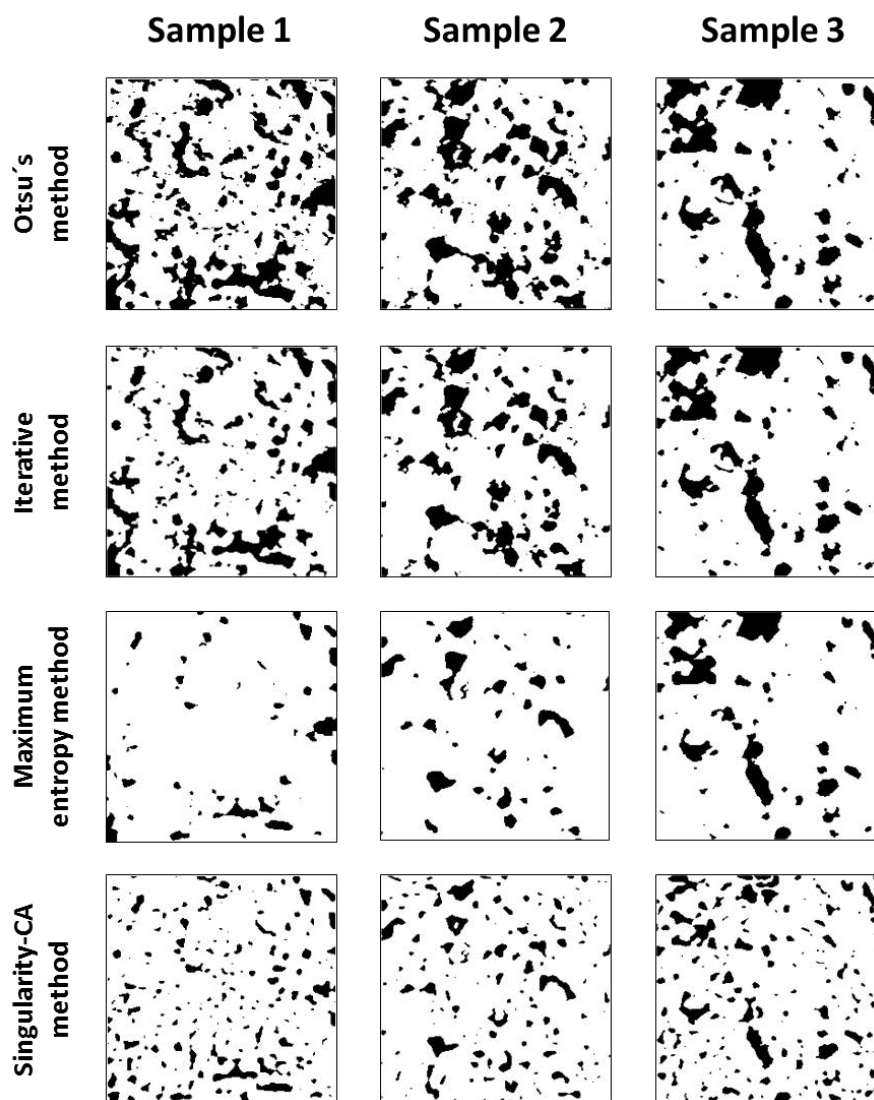 Sample 1 Sample 2 Sample 3
Otsu´s
method
Iterative
method
Maximum
entropy method
Singularity-CA
method